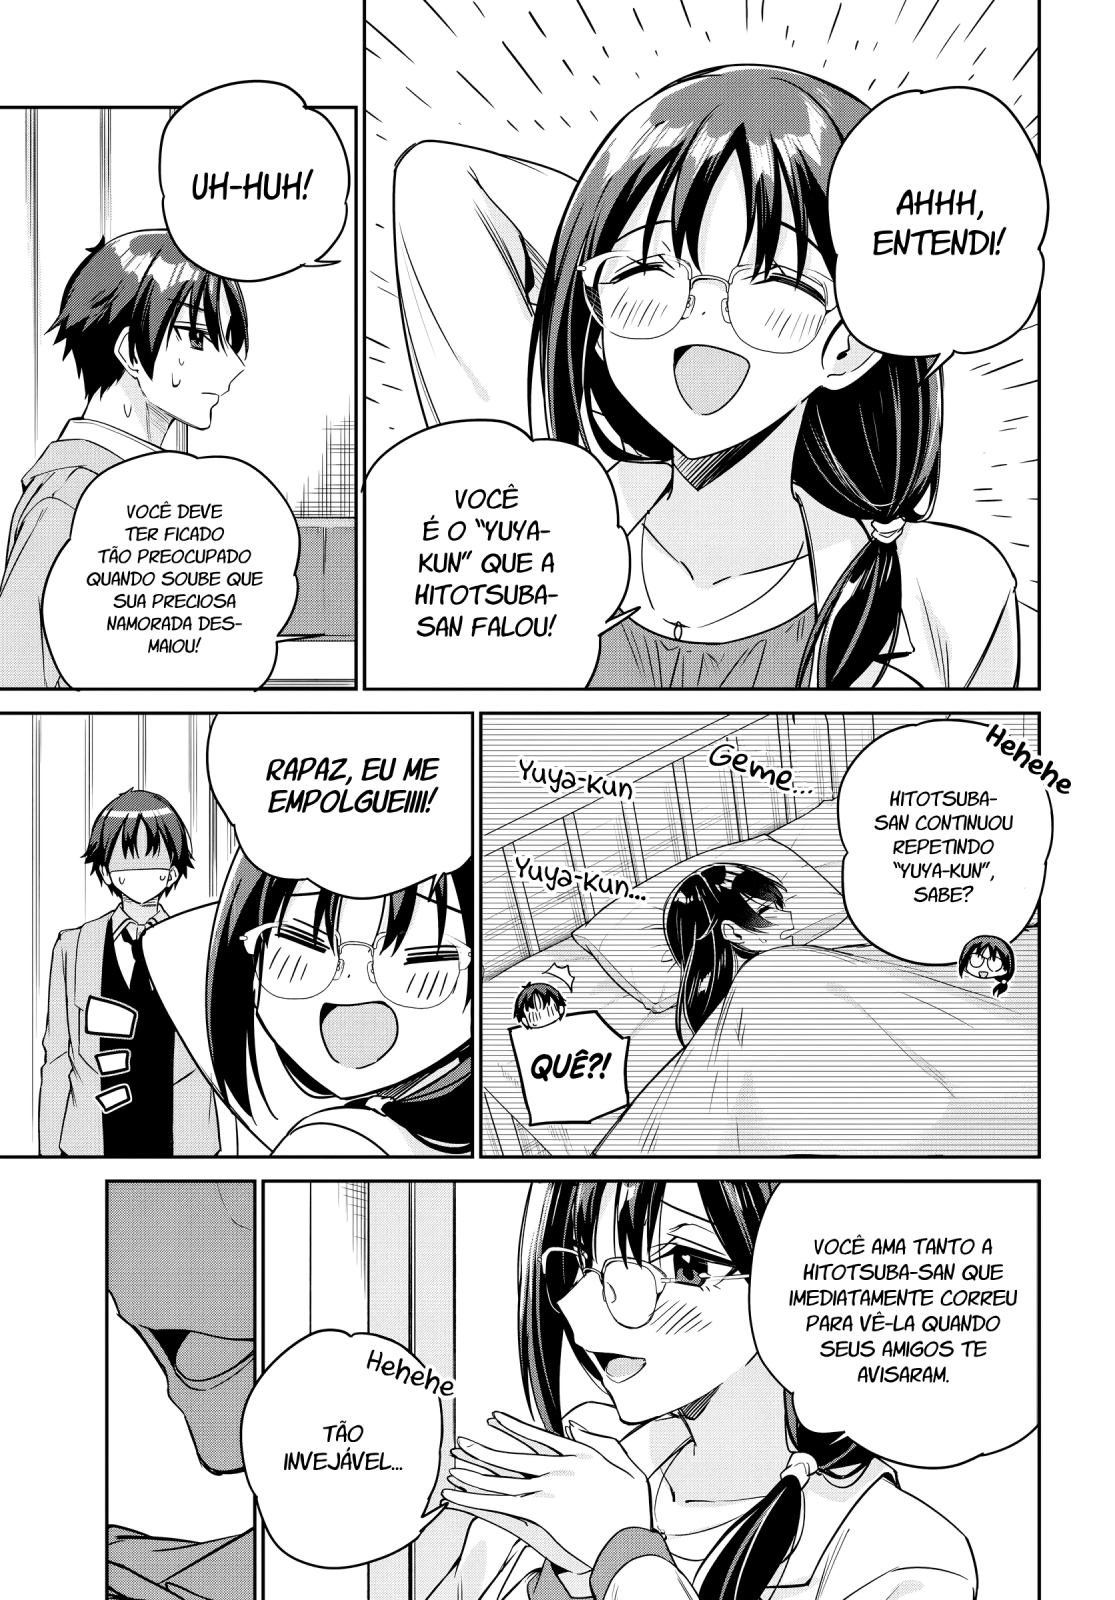 AHHH,
ENTENDI!
VOCÊ
É O "YUYA-
KUN" QUE A
HITOTSUBA-
SAN FALOU!
UH-HUH!
VOCÊ DEVE
TER FICADO
TÃO PREOCUPADO
QUANDO SOUBE QUE
SUA PRECIOSA
NAMORADA DES-
MAIOU!
Hehehe
HITOTSUBA-
SAN CONTINUOU
REPETINDO
"YUYA-KUN",
SABE?
Geme...
Yuya-kun
Yuya-kun...
QUÊ?!
RAPAZ, EU ME
EMPOLGUEIIII!
VOCÊ AMA TANTO A
HITOTSUBA-SAN QUE
IMEDIATAMENTE CORREU
PARA VÊ-LA QUANDO
SEUS AMIGOS TE
AVISARAM.
Hehehe
TÃO
INVEJÁVEL...